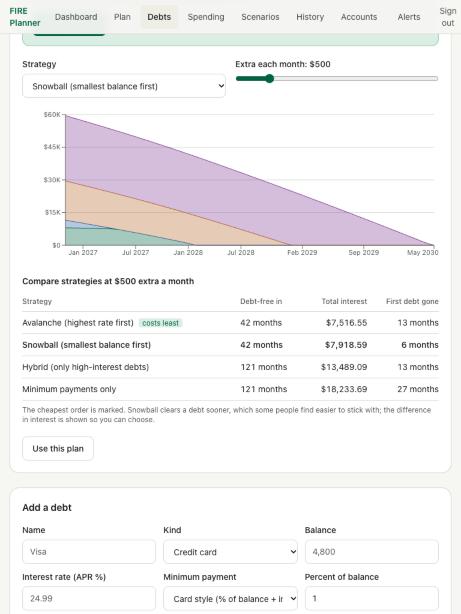 FIRE Planner
Dashboard
Plan
Debts
Spending
Scenarios
History
Accounts
Alerts
Sign out
Strategy
Extra each month: $500
Snowball (smallest balance first)
$60K
$45K
$30K
$15K
$0
Jan 2027
Jul 2027
Jan 2028
Jul 2028
Feb 2029
Sep 2029
May 2030
Compare strategies at $500 extra a month
Strategy Debt-free in Total interest First debt gone
Avalanche (highest rate first) costs least 42 months $7,516.55 13 months
Snowball (smallest balance first) 42 months $7,918.59 6 months
Hybrid (only high-interest debts) 121 months $13,489.09 13 months
Minimum payments only 121 months $18,233.69 27 months
The cheapest order is marked. Snowball clears a debt sooner, which some people find easier to stick with; the difference
in interest is shown so you can choose.
Use this plan
Add a debt
Name Kind Balance
Visa Credit card 4,800
Interest rate (APR %) Minimum payment Percent of balance
24.99 Card style (% of balance + ir 1